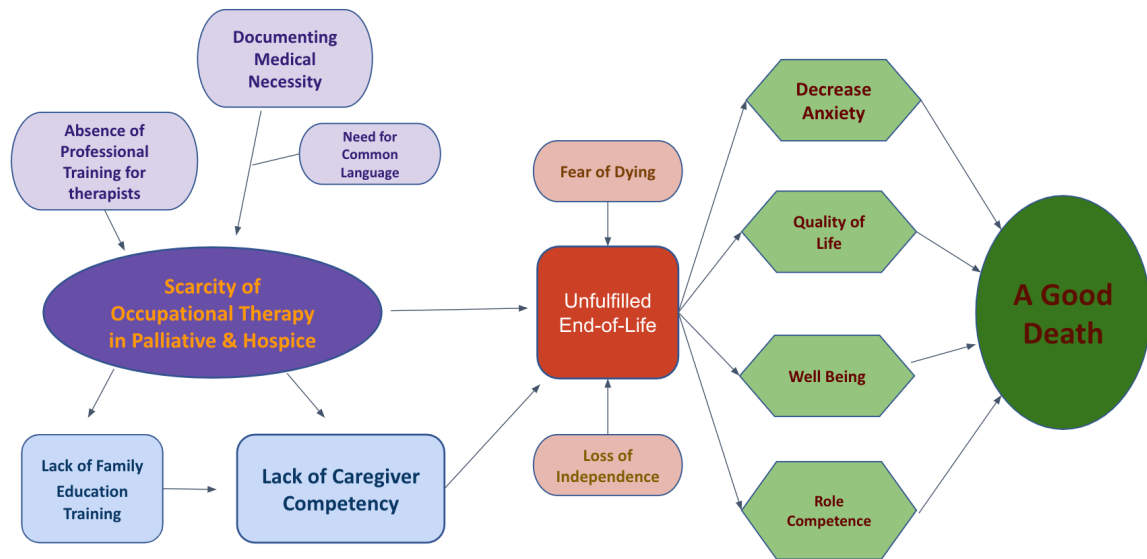 Documenting
Medical
Necessity
Absence of
Professional
Training for
therapists
Need for
Common
Language
Scarcity of
Occupational Therapy
in Palliative & Hospice
Lack of Family
Education
Training
Lack of Caregiver
Competency
Fear of Dying
Unfulfilled
End-of-Life
Loss of
Independence
Decrease
Anxiety
Quality of
Life
Well Being
Role
Competence
A Good
Death